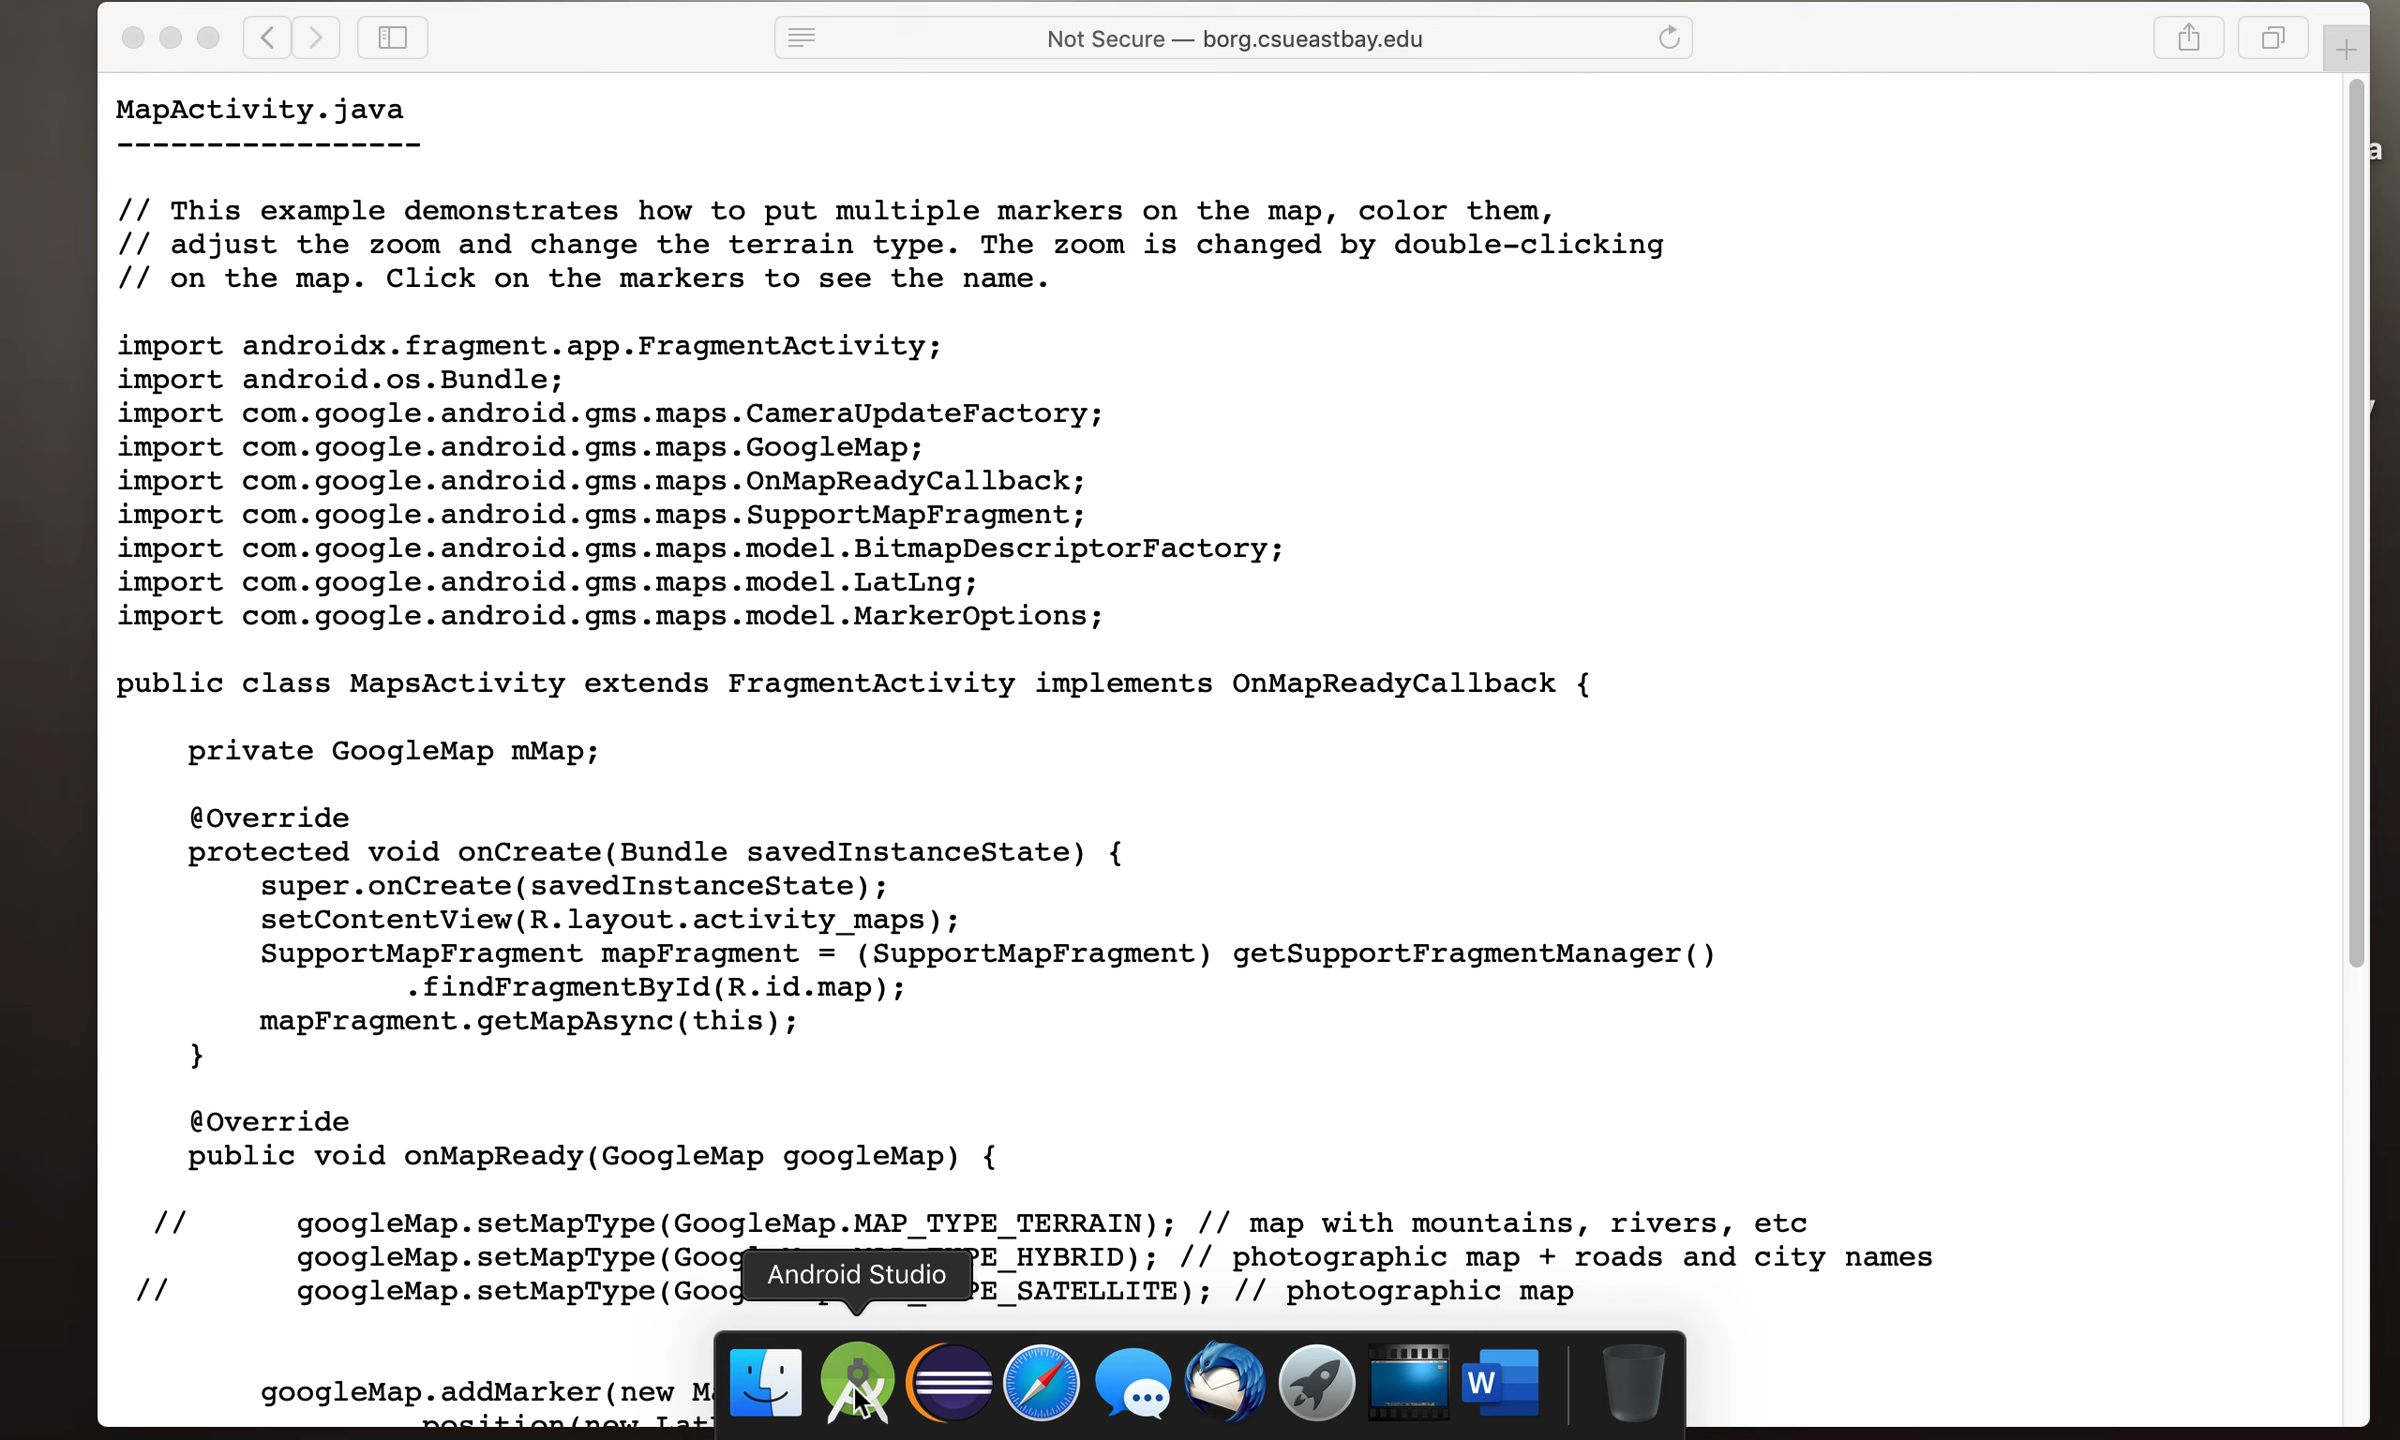 Not Secure — borg.csueastbay.edu
MapActivity.java
-----------------
// This example demonstrates how to put multiple markers on the map, color them,
// adjust the zoom and change the terrain type. The zoom is changed by double-clicking
// on the map. Click on the markers to see the name.
import androidx.fragment.app.FragmentActivity;
import android.os.Bundle;
import com.google.android.gms.maps.CameraUpdateFactory;
import com.google.android.gms.maps.GoogleMap;
import com.google.android.gms.maps.OnMapReadyCallback;
import com.google.android.gms.maps.SupportMapFragment;
import com.google.android.gms.maps.model.BitmapDescriptorFactory;
import com.google.android.gms.maps.model.LatLng;
import com.google.android.gms.maps.model.MarkerOptions;
public class MapsActivity extends FragmentActivity implements OnMapReadyCallback {
private GoogleMap mMap;
@Override
protected void onCreate(Bundle savedInstanceState) {
super.onCreate(savedInstanceState);
setContentView(R.layout.activity_maps);
SupportMapFragment mapFragment = (SupportMapFragment) getSupportFragmentManager()
.findFragmentById(R.id.map);
mapFragment.getMapAsync(this);
}
@Override
public void onMapReady(GoogleMap googleMap) {
// googleMap.setMapType(GoogleMap.MAP_TYPE_TERRAIN); // map with mountains, rivers, etc
googleMap.setMapType(Goog PE_HYBRID); // photographic map + roads and city names
// googleMap.setMapType(Goog PE_SATELLITE); // photographic map
Android Studio
googleMap.addMarker(new
position(new
W
a